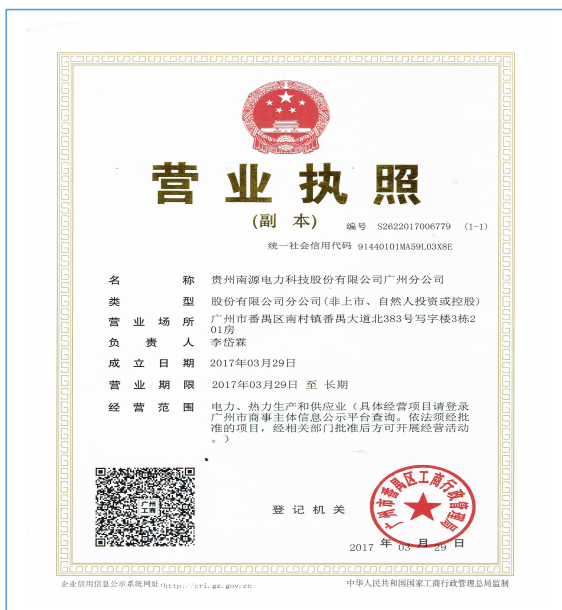 营业执照
(副 本)
编号 S2622017006779 (1-1)
统一社会信用代码 91440101MA59L03X8E
名 称 贵州南源电力科技股份有限公司广州分公司
类 型 股份有限公司分公司(非上市、自然人投资或控股)
营业场所 广州市番禺区南村镇番禺大道北383号写字楼3栋2
01房
负 责 人 李岱霖
成立日期 2017年03月29日
营业期限 2017年03月29日 至 长期
经营范围 电力、热力生产和供应业（具体经营项目请登录
广州市商事主体信息公示平台查询。依法须经批
准的项目，经相关部门批准后方可开展经营活动
。）
广州
工商
登记机关
广州市番禺区工商行政管理局
2017 年 03 月 29 日
企业信用信息公示系统网址:http://cri.gz.gov.cn
中华人民共和国国家工商行政管理总局监制